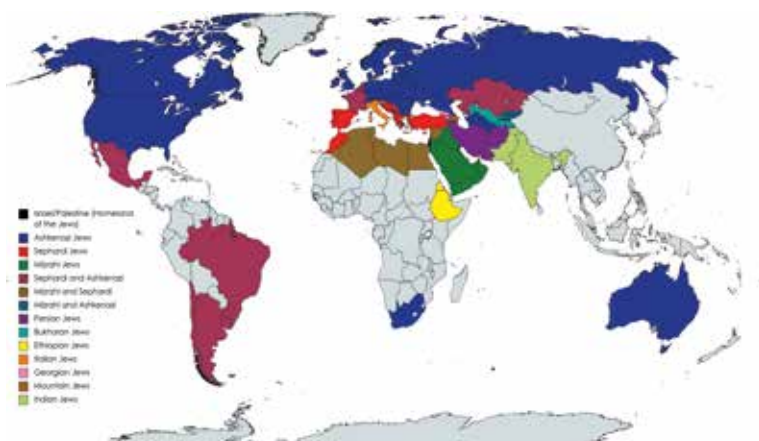 Israel/Palestine (Homeland
of the Jews)
Ashkenazi Jews
Sephardi Jews
Mizrahi Jews
Sephardi and Ashkenazi
Mizrahi and Sephardi
Mizrahi and Ashkenazi
Persian Jews
Bukharan Jews
Ethiopian Jews
Italian Jews
Georgian Jews
Mountain Jews
Indian Jews